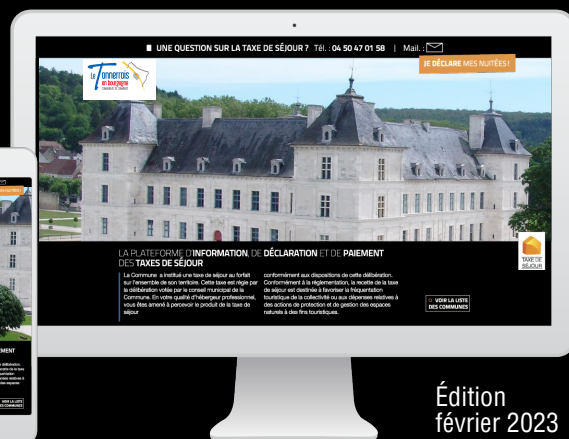 UNE QUESTION SUR LA TAXE DE SÉJOUR ? Tél. : 04 50 47 01 58 | Mail. :
JE DÉCLARE MES NUITÉES !
Le Tonnerrois
en bourgogne
LA PLATEFORME D'INFORMATION, DE DÉCLARATION ET DE PAIEMENT
DES TAXES DE SÉJOUR
La Commune a institué une taxe de séjour au forfait
sur l'ensemble de son territoire. Cette taxe est régie par
la délibération votée par le conseil municipal de la
Commune. En votre qualité d'hébergeur professionnel,
vous êtes amené à percevoir le produit de la taxe de
séjour
conformément aux dispositions de cette délibération.
Conformément à la réglementation, la recette de la taxe
de séjour est destinée à favoriser la fréquentation
touristique de la collectivité ou aux dépenses relatives à
des actions de protection et de gestion des espaces
naturels à des fins touristiques.
TAXE DE
SÉJOUR
VOIR LA LISTE
DES COMMUNES
Édition
février 2023